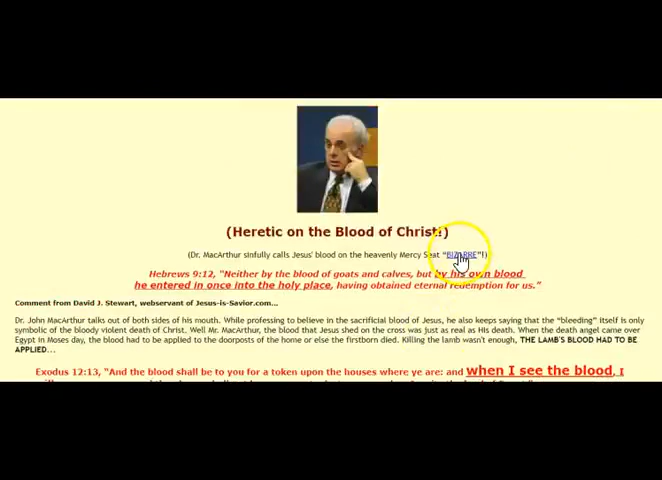 (Heretic on the Blood of Christ!)
(Dr. MacArthur sinfully calls Jesus' blood on the heavenly Mercy Seat "BIZARRE"!)
Hebrews 9:12, "Neither by the blood of goats and calves, but by his own blood
he entered in once into the holy place, having obtained eternal redemption for us."
Comment from David J. Stewart, webservant of Jesus-is-Savior.com...
Dr. John MacArthur talks out of both sides of his mouth. While professing to believe in the sacrificial blood of Jesus, he also keeps saying that the "bleeding" itself is only
symbolic of the bloody violent death of Christ. Well Mr. MacArthur, the blood that Jesus shed on the cross was just as real as His death. When the death angel came over
Egypt in Moses day, the blood had to be applied to the doorposts of the home or else the firstborn died. Killing the lamb wasn't enough, THE LAMB'S BLOOD HAD TO BE
APPLIED...
Exodus 12:13, "And the blood shall be to you for a token upon the houses where ye are: and when I see the blood, I